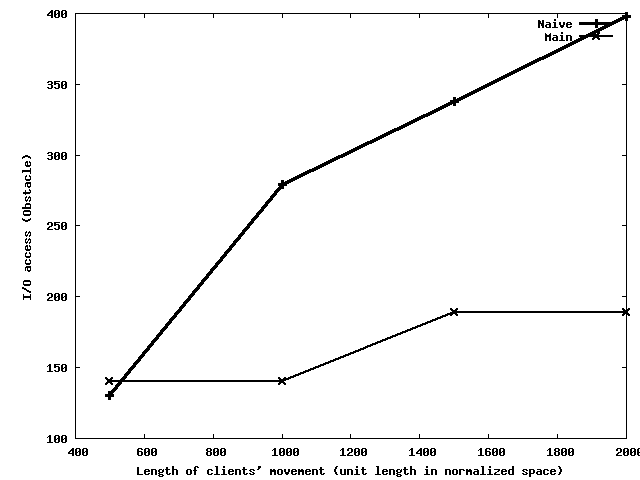 400
350
300
250
200
150
100
I/O access (Obstacle)
Naive
Main
400 600 800 1000 1200 1400 1600 1800 2000
Length of clients' movement (unit length in normalized space)